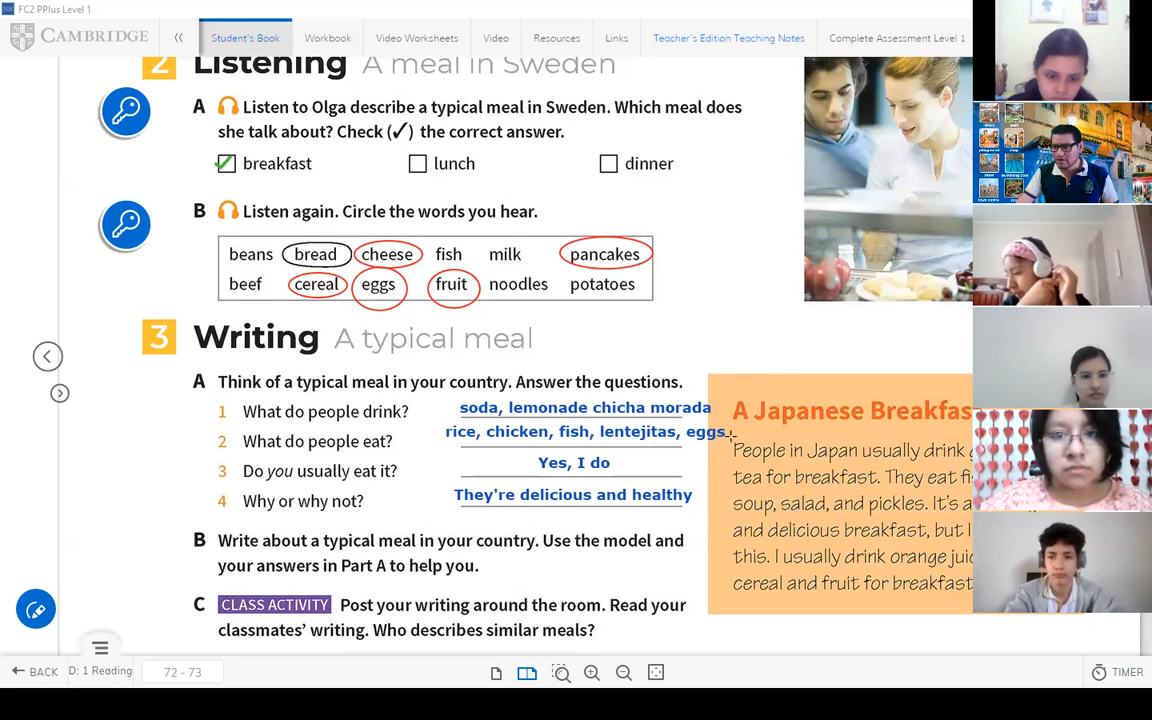 FC2 PPlus Level 1
CAMBRIDGE
Student's Book
Workbook
Video Worksheets
Video
Resources
Links
Teacher's Edition Teaching Notes
Complete Assessment Level 1
2 Listening A meal in Sweden
A Listen to Olga describe a typical meal in Sweden. Which meal does
she talk about? Check (✓) the correct answer.
breakfast lunch dinner
B Listen again. Circle the words you hear.
beans bread cheese fish milk pancakes
beef cereal eggs fruit noodles potatoes
3 Writing A typical meal
A Think of a typical meal in your country. Answer the questions.
1 What do people drink? soda, lemonade chicha morada
2 What do people eat? rice, chicken, fish, lentejitas, eggs
3 Do you usually eat it? Yes, I do
4 Why or why not? They're delicious and healthy
B Write about a typical meal in your country. Use the model and
your answers in Part A to help you.
C CLASS ACTIVITY Post your writing around the room. Read your
classmates' writing. Who describes similar meals?
A Japanese Breakfas
People in Japan usually drink
tea for breakfast. They eat fi
soup, salad, and pickles. It's a
and delicious breakfast, but I
this. I usually drink orange jui
cereal and fruit for breakfast
BACK
D: 1 Reading
72 - 73
TIMER